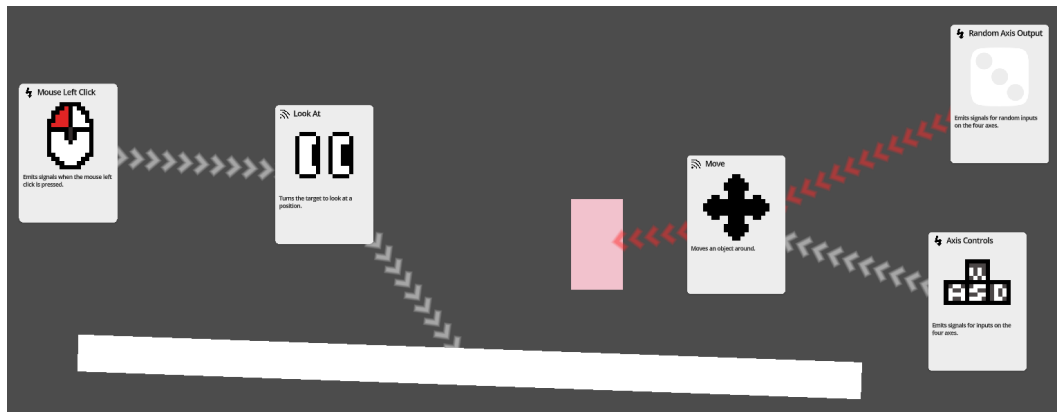 Mouse Left Click
Emits signals when the mouse left
click is pressed.
Look At
Turns the target to look at a
position.
Move
Moves an object around.
Random Axis Output
Emits signals for random inputs
on the four axes.
Axis Controls
W
A S D
Emits signals for inputs on the
four axes.